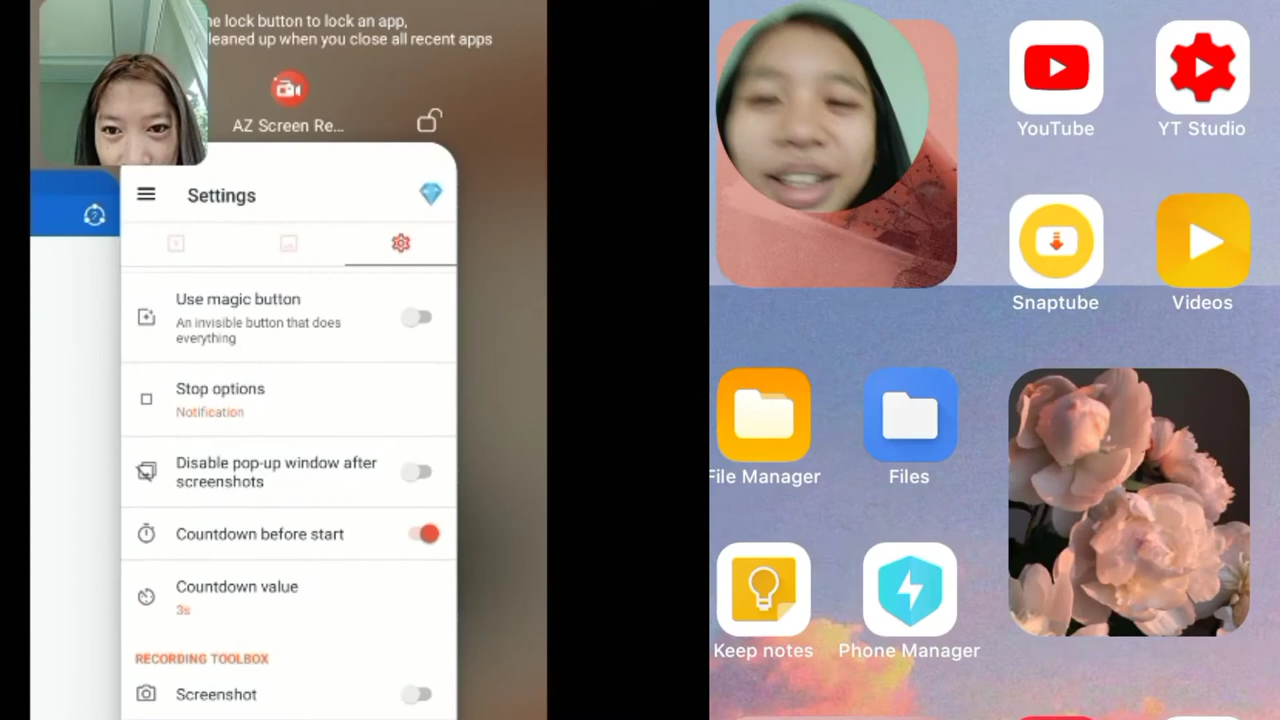 he lock button to lock an app,
leaned up when you close all recent apps
AZ Screen Re...
Settings
Use magic button
An invisible button that does
everything
Stop options
Notification
Disable pop-up window after
screenshots
Countdown before start
Countdown value
3s
RECORDING TOOLBOX
Screenshot
YouTube
YT Studio
Snaptube
Videos
File Manager
Files
Keep notes
Phone Manager